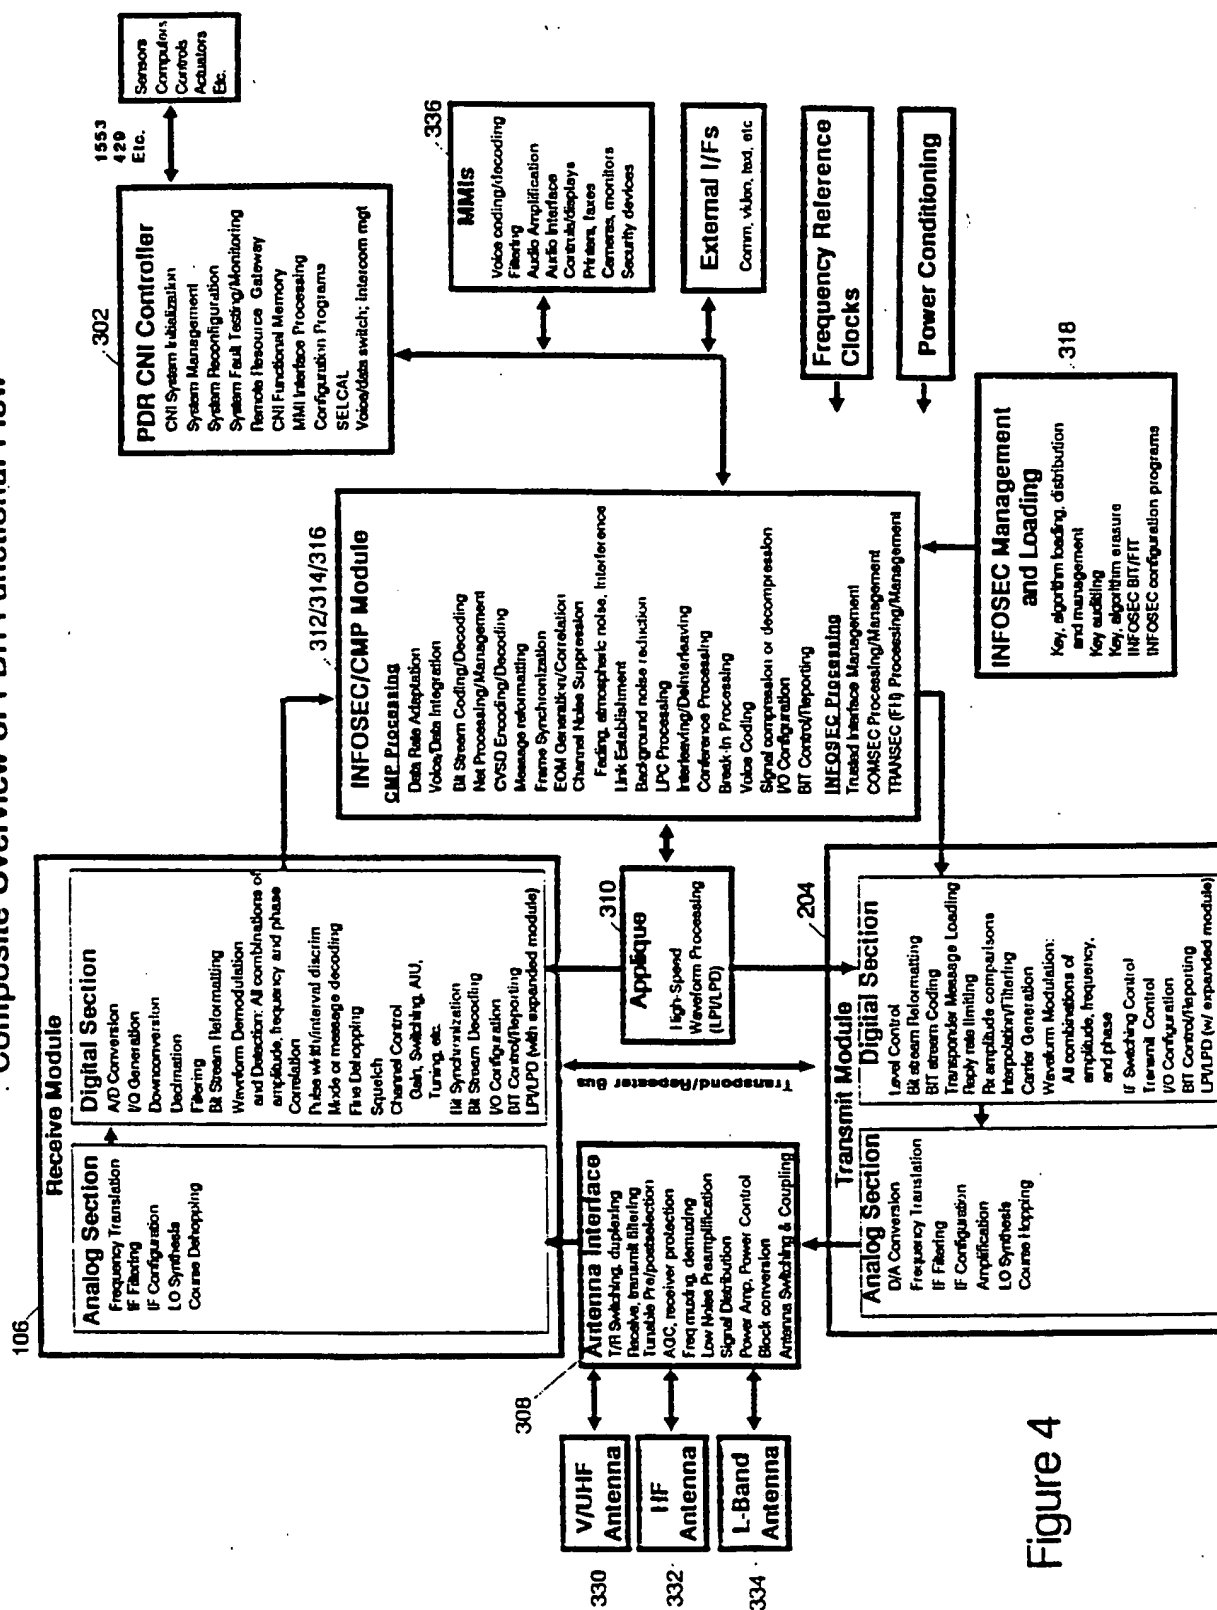 Composite Overview of PDR Functional Flow
106
Receive Module
Analog Section
Frequency Translation
IF Filtering
IF Configuration
LO Synthesis
Course Dehopping
Digital Section
A/D Conversion
I/Q Generation
Downconversion
Decimation
Filtering
Bit Stream Reformatting
Waveform Demodulation
and Detection: All combinations of
amplitude, frequency and phase
Correlation
Pulse width/interval discrim
Mode or message decoding
Fine Dehopping
Squelch
Channel Control
Gain, Switching, AIU,
Tuning, etc.
Bit Synchronization
Bit Stream Decoding
I/O Configuration
BIT Control/Reporting
LPI/LPD (with expanded module)
308
Antenna Interface
T/R Switching, duplexing
Receive, transmit filtering
Tunable Pre/postselection
AGC, receiver protection
Freq muxing, demuxing
Low Noise Preamplification
Signal Distribution
Power Amp, Power Control
Block conversion
Antenna Switching & Coupling
330
V/UHF
Antenna
332
HF
Antenna
334
L-Band
Antenna
Transpond/Repeater Bus
310
Applique
High-Speed
Waveform Processing
(LPI/LPD)
204
Transmit Module
Analog Section
D/A Conversion
Frequency Translation
IF Filtering
IF Configuration
Amplification
LO Synthesis
Course Hopping
Digital Section
Level Control
Bit stream Reformatting
BIT stream Coding
Transponder Message Loading
Reply rate limiting
Rx amplitude comparisons
Interpolation/Filtering
Carrier Generation
Waveform Modulation:
All combinations of
amplitude, frequency,
and phase
I/F Switching Control
Transmit Control
I/O Configuration
BIT Control/Reporting
LPI/LPD (w/ expanded module)
312/314/316
INFOSEC/CMP Module
CMP Processing
Data Rate Adaptation
Voice/Data Integration
Bit Stream Coding/Decoding
Net Processing/Management
CVSD Encoding/Decoding
Message reformatting
Frame Synchronization
EOM Generation/Correlation
Channel Noise Suppression
Fading, atmospheric noise, Interference
Link Establishment
Background noise reduction
LPC Processing
Interleaving/Deinterleaving
Conference Processing
Break-In Processing
Voice Coding
Signal compression or decompression
I/O Configuration
BIT Control/Reporting
INFOSEC Processing
Trusted Interface Management
COMSEC Processing/Management
TRANSEC (FH) Processing/Management
302
PDR CNI Controller
CNI System Initialization
System Management
System Reconfiguration
System Fault Testing/Monitoring
Remote Resource Gateway
CNI Functional Memory
MMI Interface Processing
Configuration Programs
SELCAL
Voice/data switch; Intercom mgt
1553
429
Etc.
Sensors
Computors
Controls
Actuators
Etc.
336
MMIs
Voice coding/decoding
Filtering
Audio Amplification
Audio Interface
Controls/displays
Printers, faxes
Cameras, monitors
Security devices
External I/Fs
Comm, video, text, etc
Frequency Reference
Clocks
Power Conditioning
318
INFOSEC Management
and Loading
Key, algorithm loading, distribution
and management
Key auditing
Key, algorithm erasure
INFOSEC BIT/FIT
INFOSEC configuration programs
Figure 4